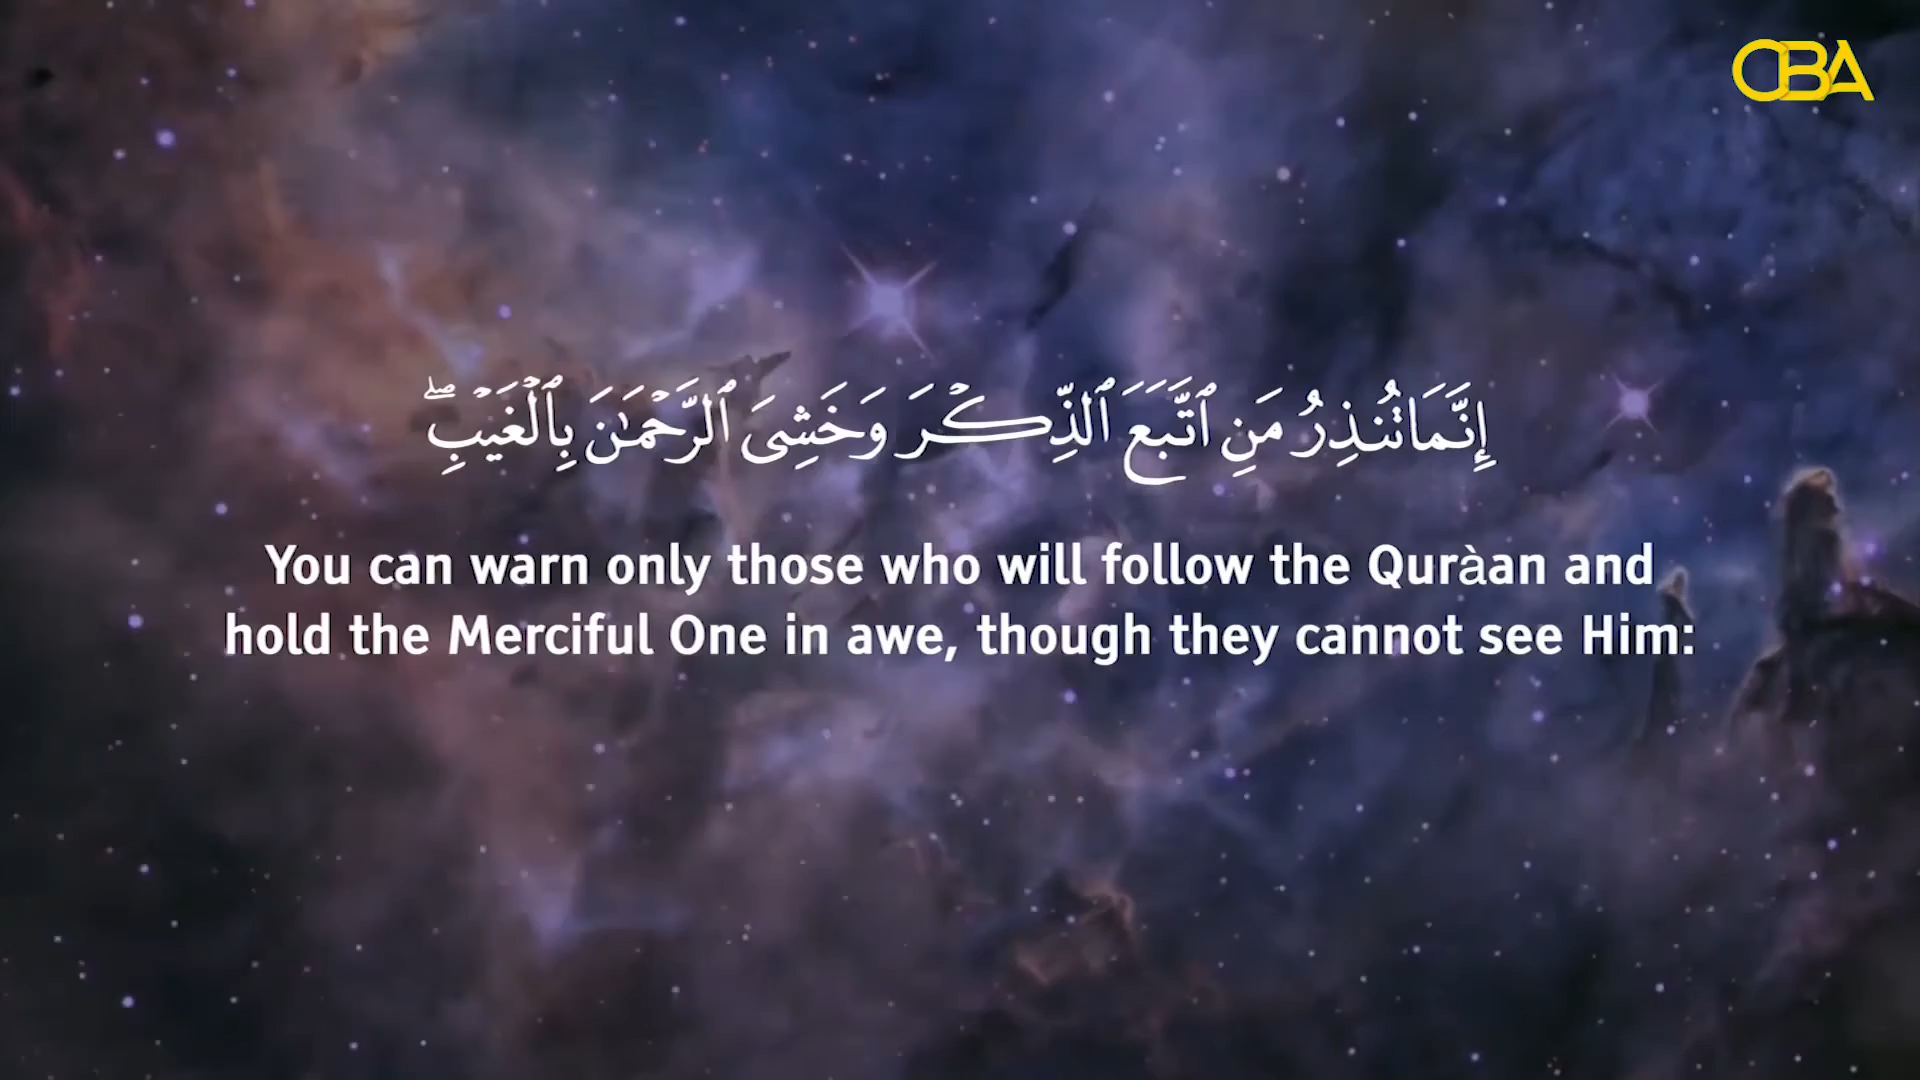 OBA
إِنَّمَا تُنذِرُ مَنِ ٱتَّبَعَ ٱلذِّكۡرَ وَخَشِىَ ٱلرَّحۡمَـٰنَ بِٱلۡغَيۡبِۖ
You can warn only those who will follow the Quràan and
hold the Merciful One in awe, though they cannot see Him: